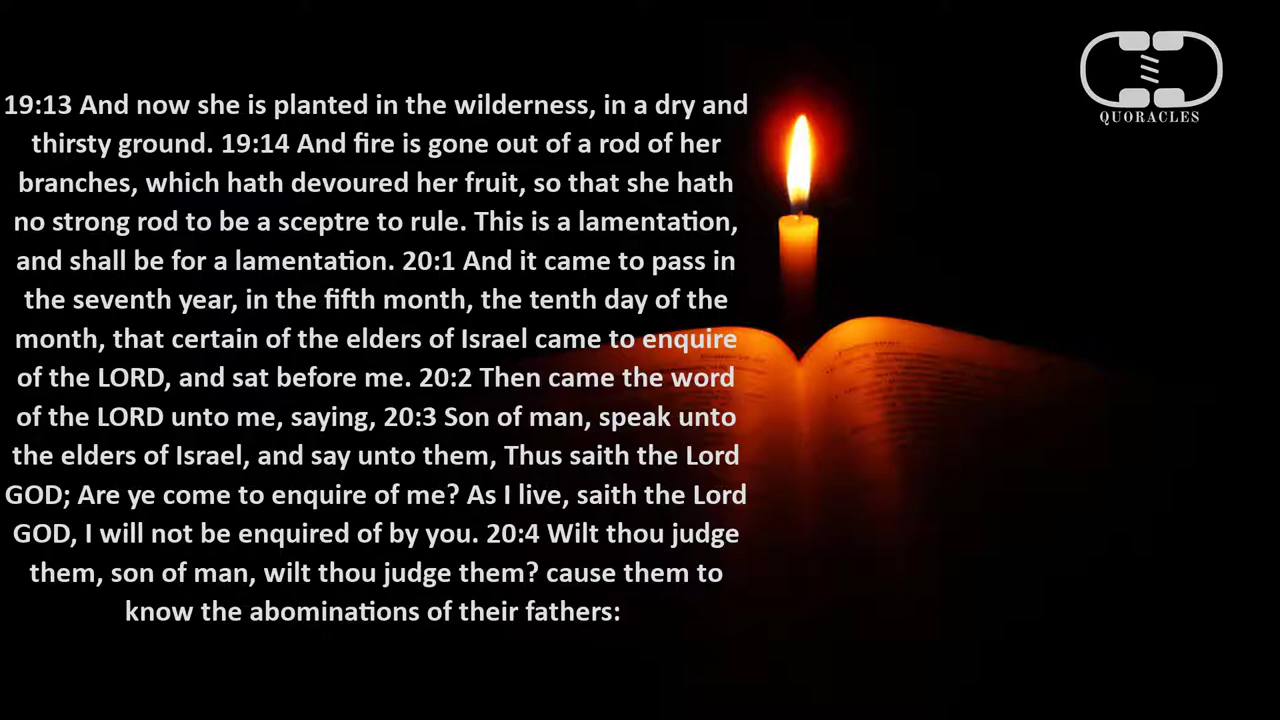 19:13 And now she is planted in the wilderness, in a dry and
thirsty ground. 19:14 And fire is gone out of a rod of her
branches, which hath devoured her fruit, so that she hath
no strong rod to be a sceptre to rule. This is a lamentation,
and shall be for a lamentation. 20:1 And it came to pass in
the seventh year, in the fifth month, the tenth day of the
month, that certain of the elders of Israel came to enquire
of the LORD, and sat before me. 20:2 Then came the word
of the LORD unto me, saying, 20:3 Son of man, speak unto
the elders of Israel, and say unto them, Thus saith the Lord
GOD; Are ye come to enquire of me? As I live, saith the Lord
GOD, I will not be enquired of by you. 20:4 Wilt thou judge
them, son of man, wilt thou judge them? cause them to
know the abominations of their fathers:
QUORACLES